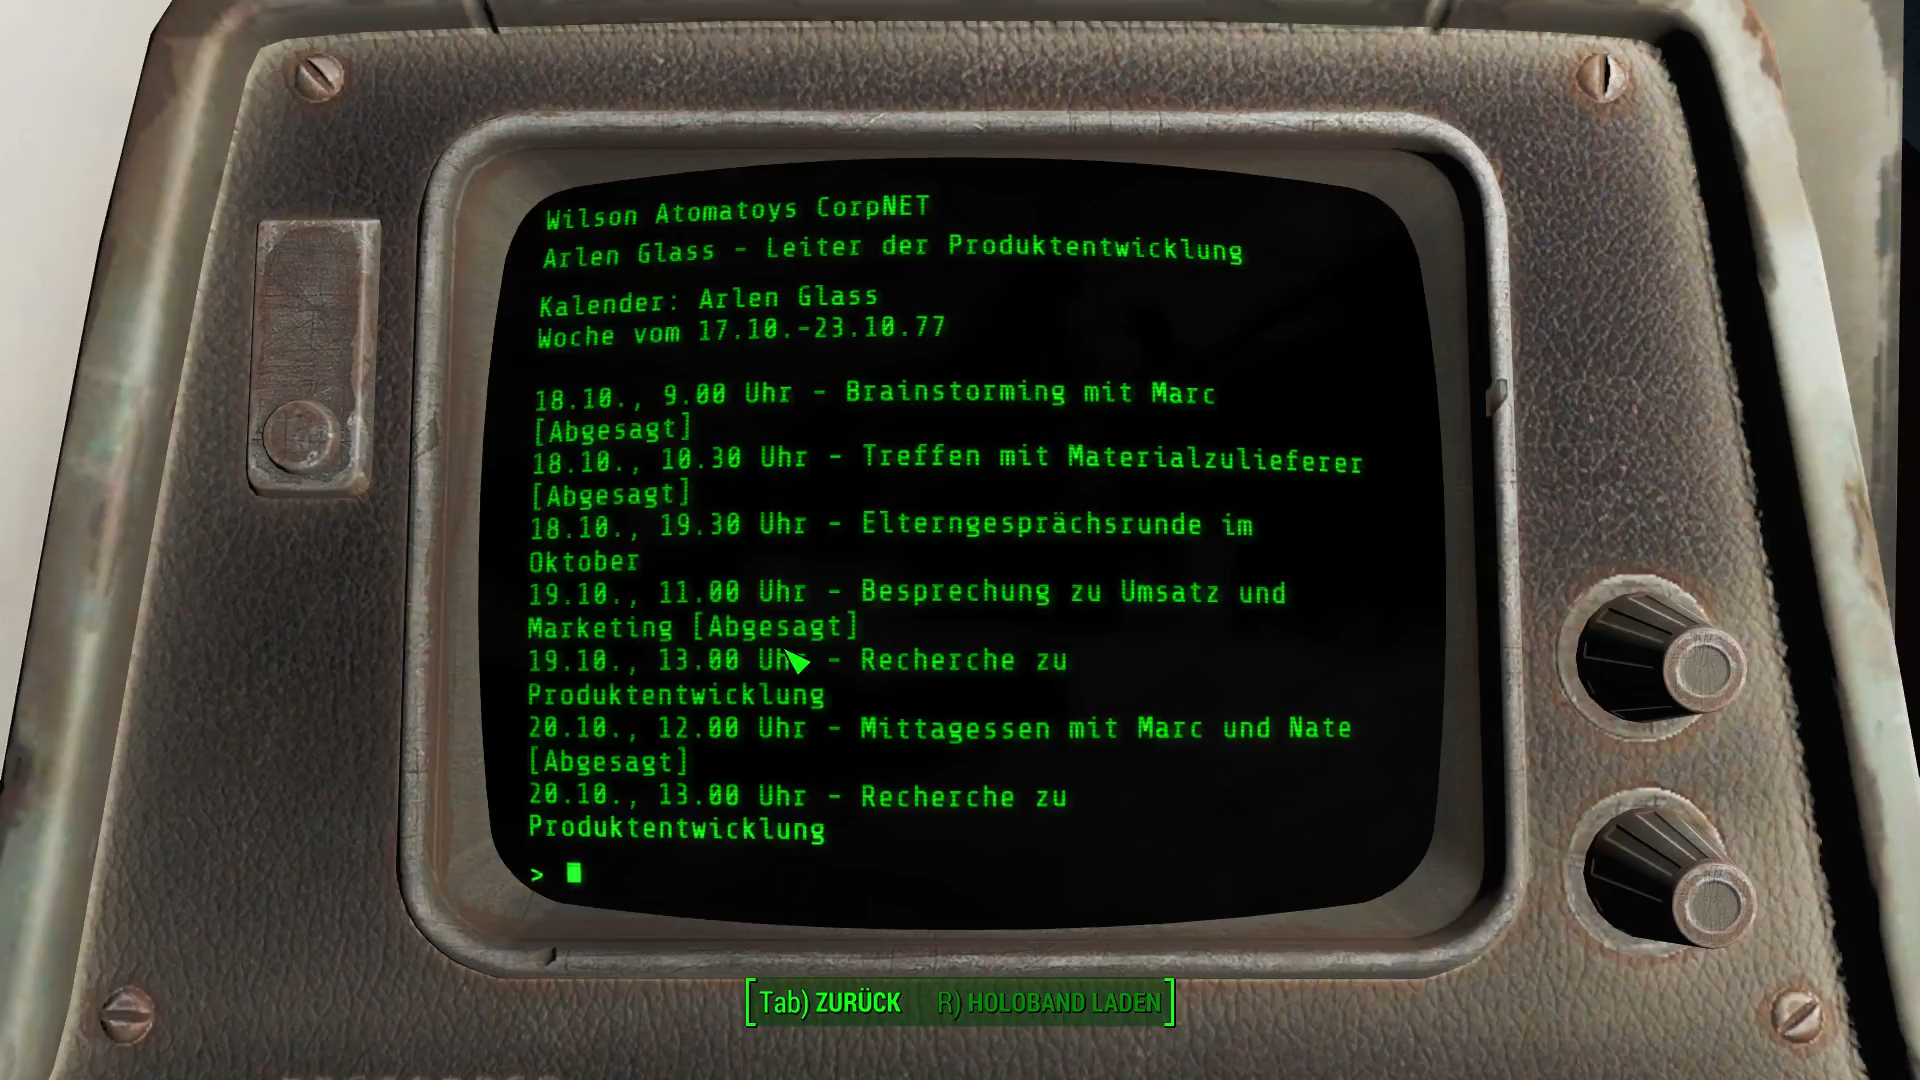 Wilson Atomatoys CorpNET
Arlen Glass - Leiter der Produktentwicklung
Kalender: Arlen Glass
Woche vom 17.10.-23.10.77
18.10., 9.00 Uhr - Brainstorming mit Marc
[Abgesagt]
18.10., 10.30 Uhr - Treffen mit Materialzulieferer
[Abgesagt]
18.10., 19.30 Uhr - Elterngesprächsrunde im
Oktober
19.10., 11.00 Uhr - Besprechung zu Umsatz und
Marketing [Abgesagt]
19.10., 13.00 Uhr - Recherche zu
Produktentwicklung
20.10., 12.00 Uhr - Mittagessen mit Marc und Nate
[Abgesagt]
20.10., 13.00 Uhr - Recherche zu
Produktentwicklung
>
[Tab) ZURÜCK R) HOLOBAND LADEN]